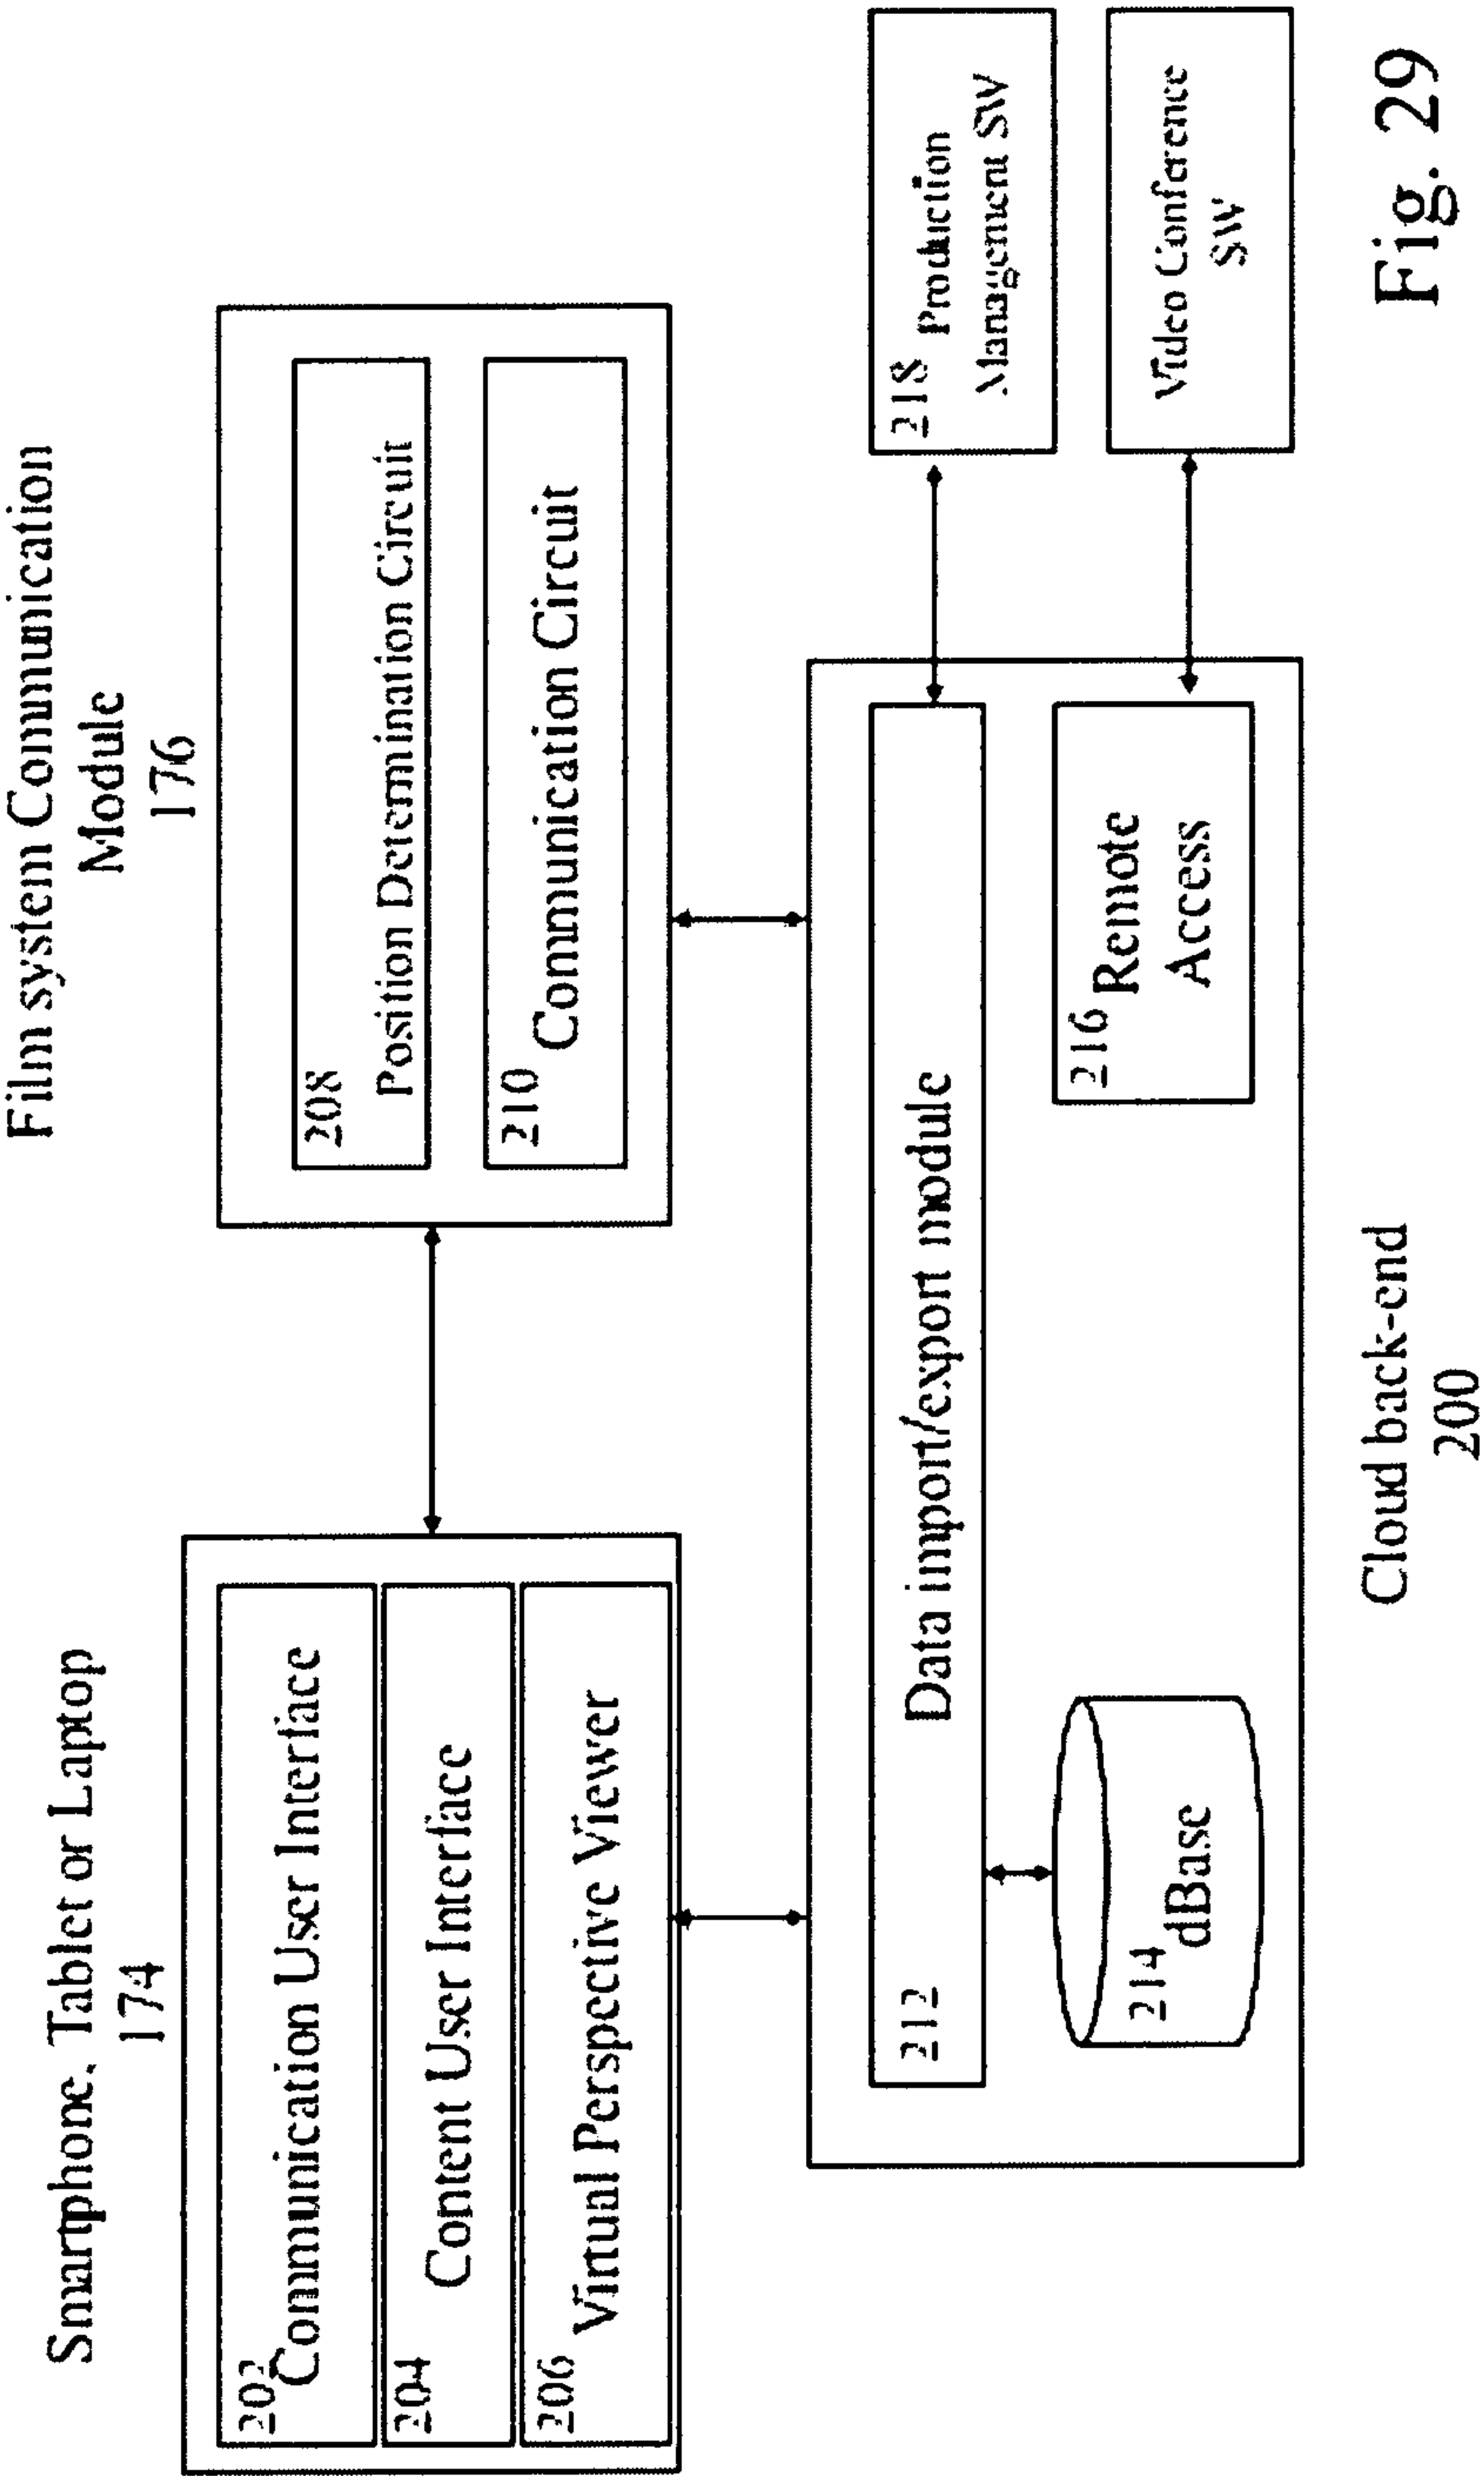 Smartphone, Tablet or Laptop
174
202
Communication User Interface
204
Content User Interface
206
Virtual Perspective Viewer
Film system Communication
Module
176
208
Position Determination Circuit
210
Communication Circuit
212
Data import/export module
214
dBase
216
Remote
Access
Cloud back-end
200
218
Production
Management SW
Video Conference
SW
Fig. 29